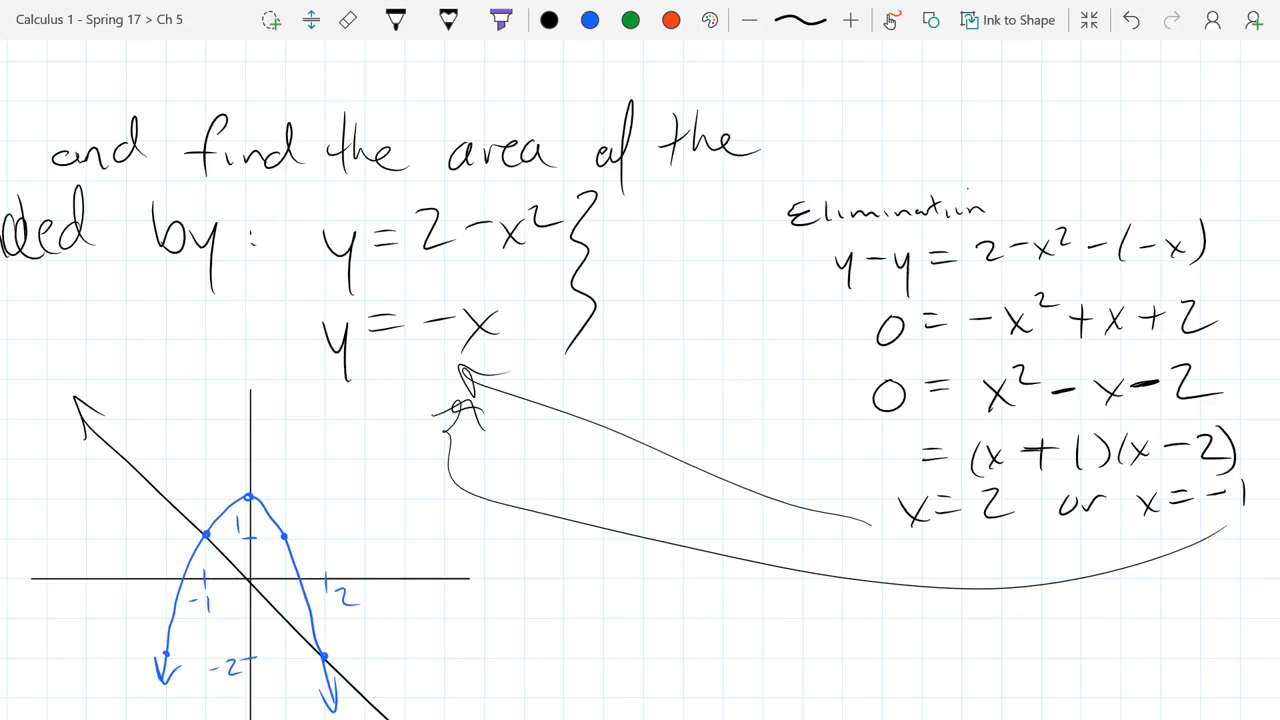 Calculus 1 - Spring 17 > Ch 5
Ink to Shape
and find the area of the
ded by: y = 2 - x²
y = -x
Elimination
y - y = 2 - x² - (-x)
0 = -x² + x + 2
0 = x² - x - 2
= (x + 1)(x - 2)
x = 2 or x = -1
1
-1
2
-2